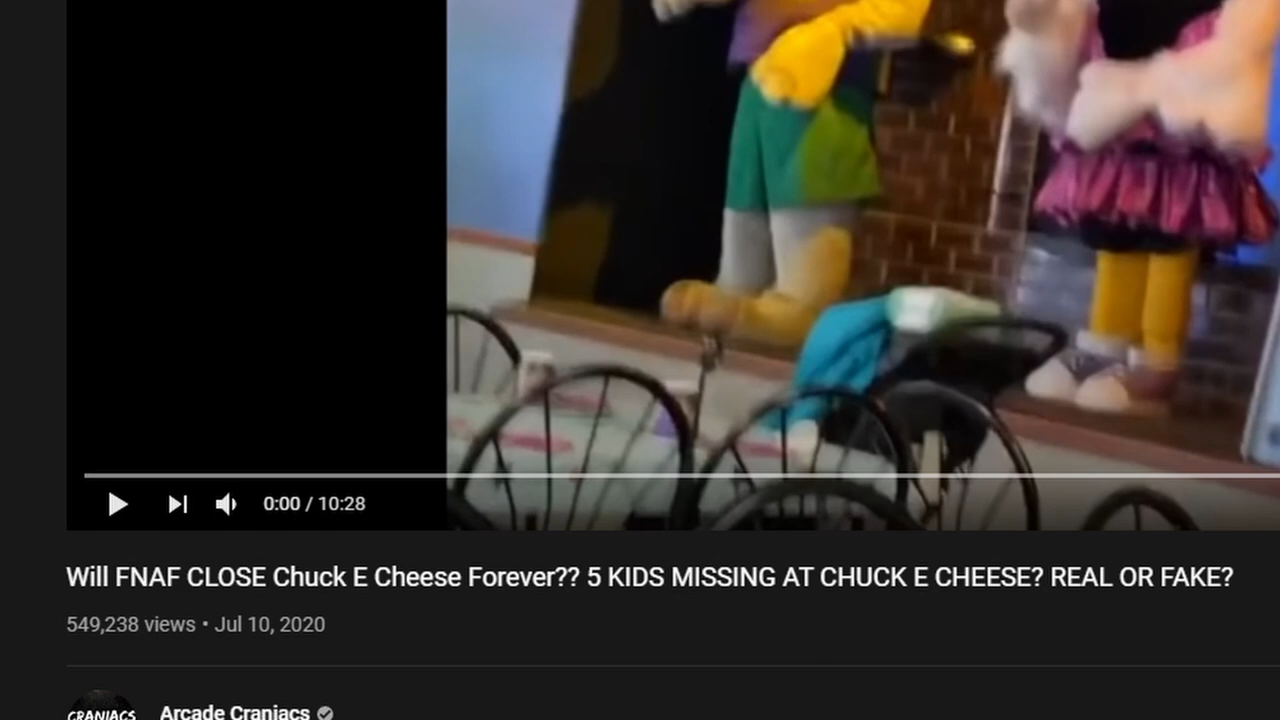 0:00 / 10:28
Will FNAF CLOSE Chuck E Cheese Forever?? 5 KIDS MISSING AT CHUCK E CHEESE? REAL OR FAKE?
549,238 views • Jul 10, 2020
CRANIACS
Arcade Craniacs